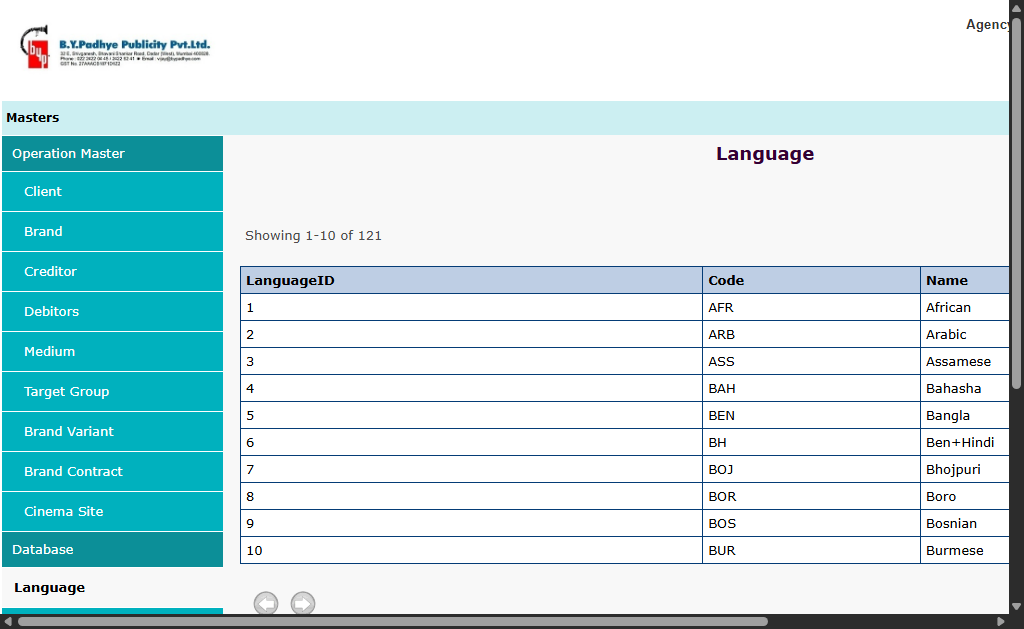 Agency
byp
B.Y.Padhye Publicity Pvt.Ltd.
Masters
Operation Master
Client
Brand
Creditor
Debitors
Medium
Target Group
Brand Variant
Brand Contract
Cinema Site
Database
Language
Language
Showing 1-10 of 121
LanguageID Code Name
1 AFR African
2 ARB Arabic
3 ASS Assamese
4 BAH Bahasha
5 BEN Bangla
6 BH Ben+Hindi
7 BOJ Bhojpuri
8 BOR Boro
9 BOS Bosnian
10 BUR Burmese